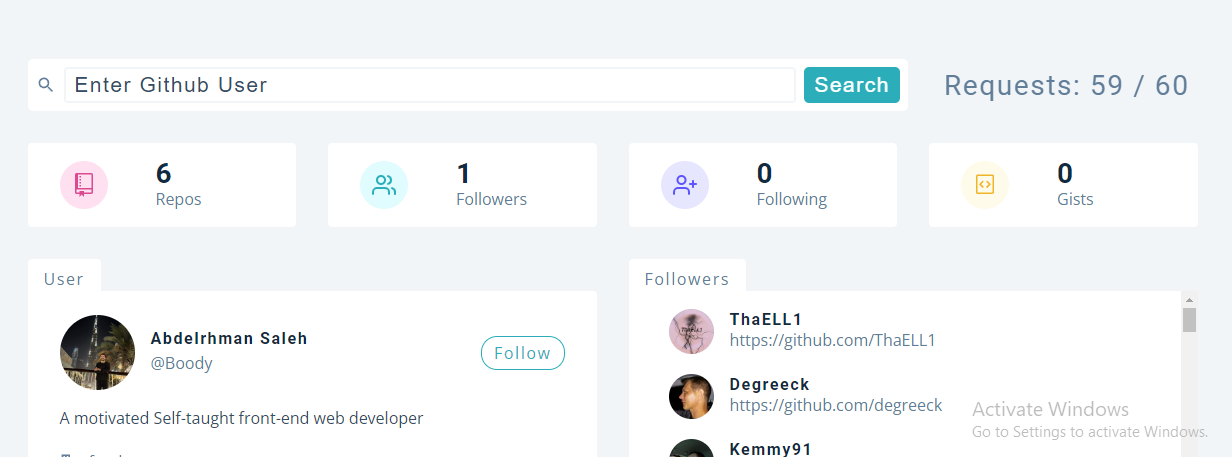 Enter Github User
Search
Requests: 59 / 60
6
Repos
1
Followers
0
Following
0
Gists
User
Abdelrhman Saleh
@Boody
Follow
A motivated Self-taught front-end web developer
Followers
ThaELL1
https://github.com/ThaELL1
Degreeck
https://github.com/degreeck
Kemmy91
Activate Windows
Go to Settings to activate Windows.